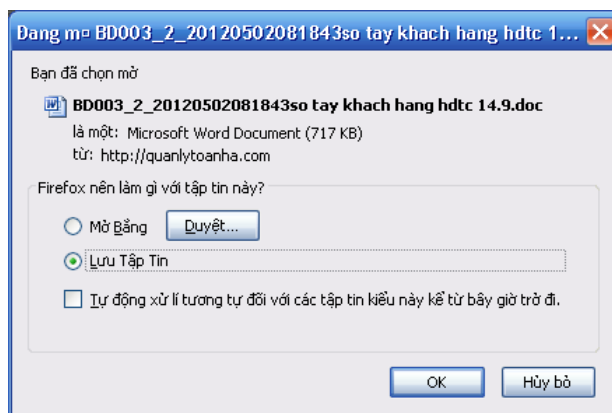 Đang m¤ BD003_2_20120502081843so tay khach hang hdtc 1...
Bạn đã chọn mở
BD003_2_20120502081843so tay khach hang hdtc 14.9.doc
là một: Microsoft Word Document (717 KB)
từ: http://quanlytoanha.com
Firefox nên làm gì với tập tin này?
Mở Bằng Duyệt...
Lưu Tập Tin
Tự động xử lí tương tự đối với các tập tin kiểu này kể từ bây giờ trở đi.
OK Hủy bỏ